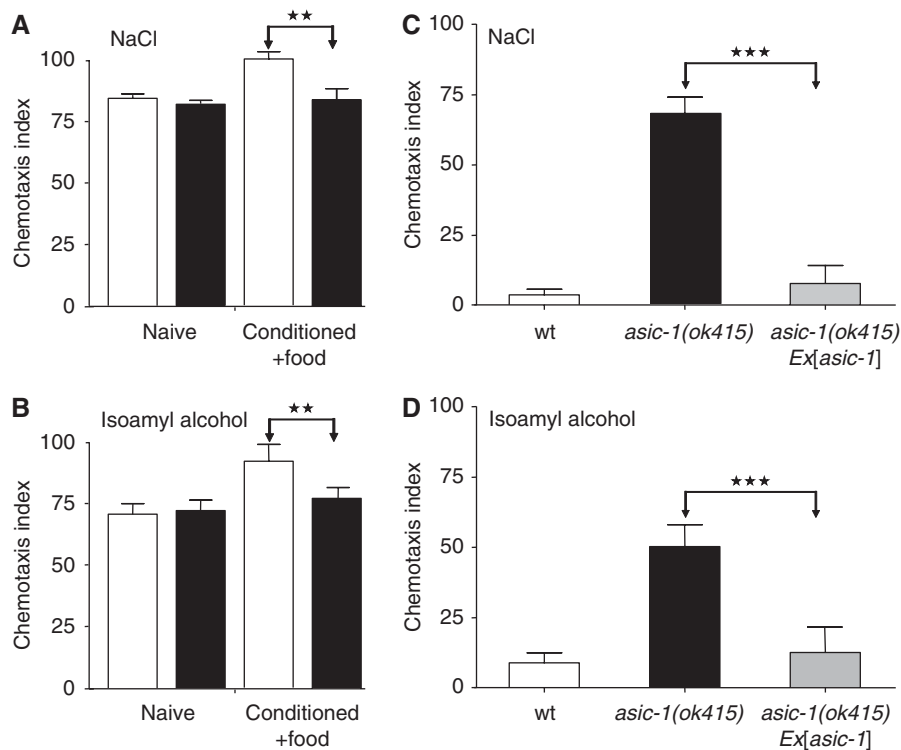 A
NaCl
★★
Chemotaxis index
100
75
50
25
0
Naive
Conditioned
+food
B
Isoamyl alcohol
★★
Chemotaxis index
100
75
50
25
0
Naive
Conditioned
+food
C
NaCl
★★★
Chemotaxis index
100
75
50
25
0
wt
asic-1(ok415)
asic-1(ok415)
Ex[asic-1]
D
Isoamyl alcohol
★★★
Chemotaxis index
100
75
50
25
0
wt
asic-1(ok415)
asic-1(ok415)
Ex[asic-1]